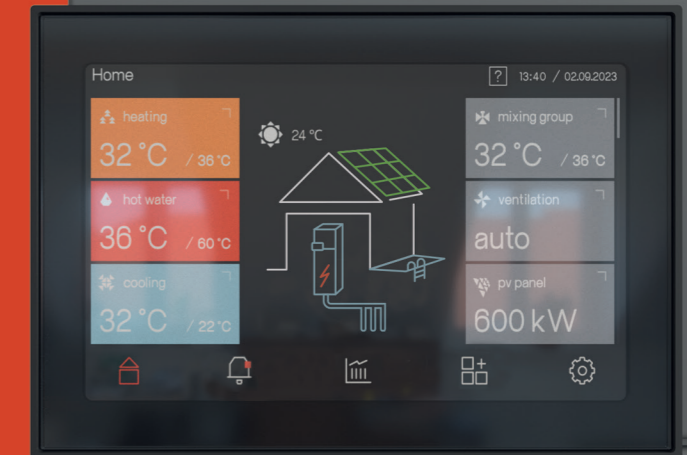 Home
? 13:40 / 02.09.2023
heating
32 °C / 36 °C
hot water
36 °C / 60 °C
cooling
32 °C / 22 °C
24 °C
mixing group
32 °C / 36 °C
ventilation
auto
pv panel
600 kW